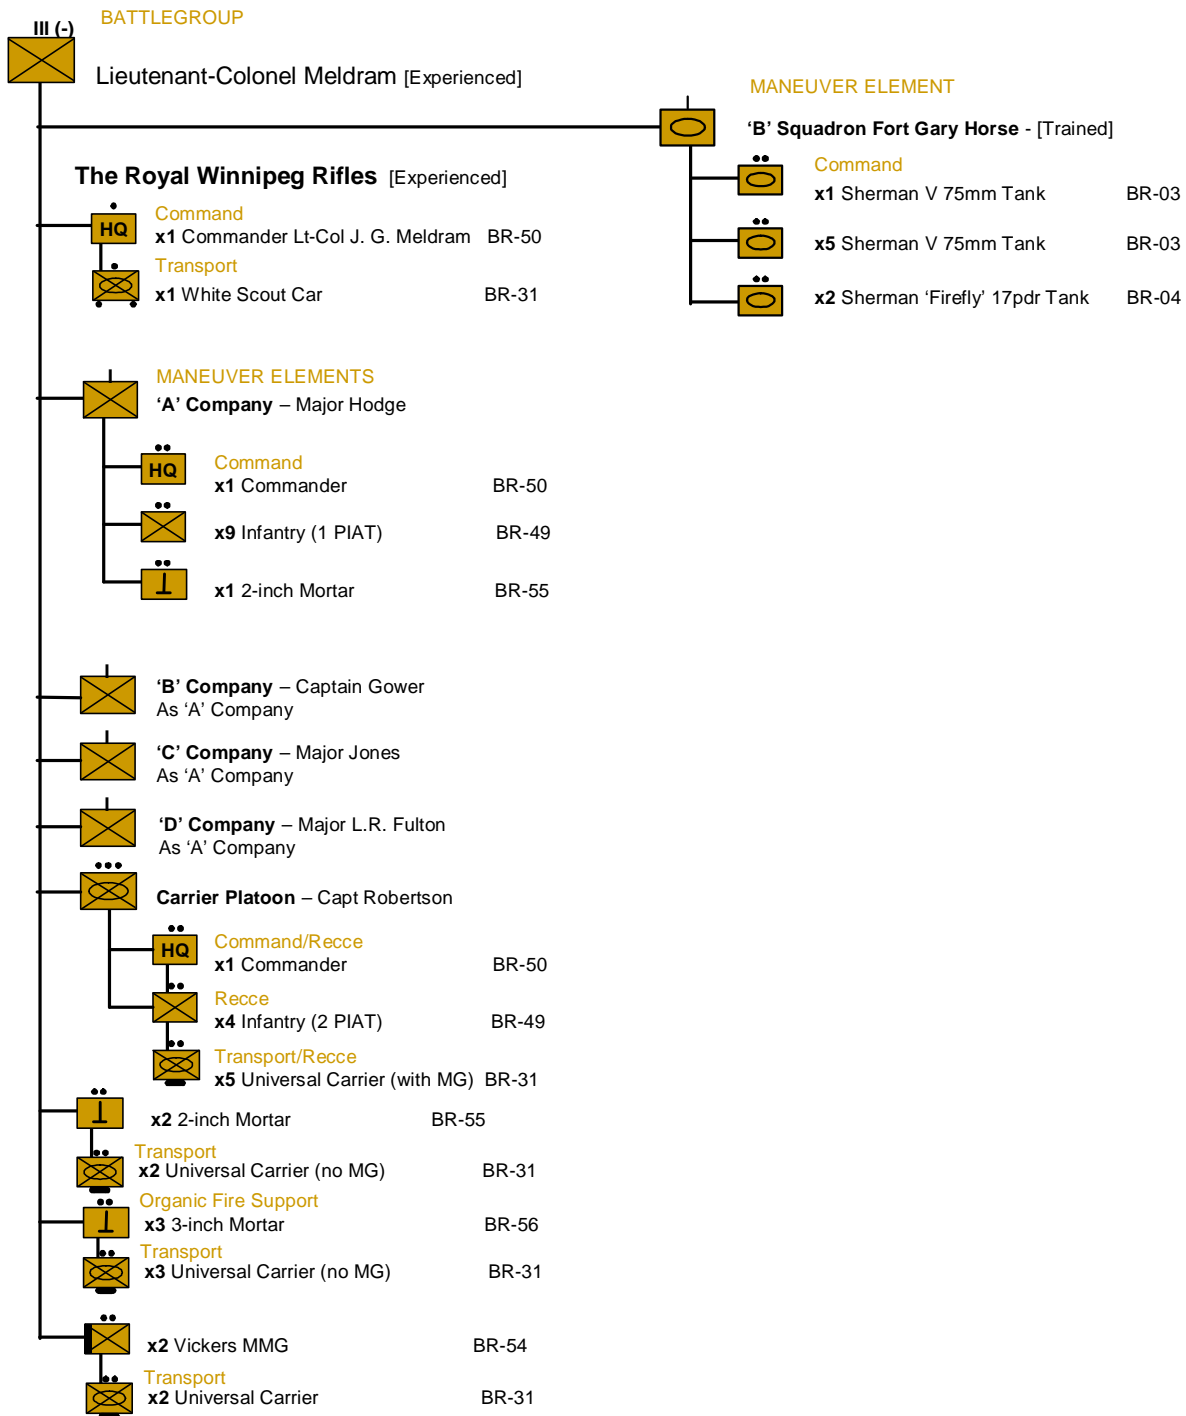 BATTLEGROUP
III (-)
Lieutenant-Colonel Meldram [Experienced]
MANEUVER ELEMENT
‘B’ Squadron Fort Gary Horse - [Trained]
Command
x1 Sherman V 75mm Tank BR-03
x5 Sherman V 75mm Tank BR-03
x2 Sherman ‘Firefly’ 17pdr Tank BR-04
The Royal Winnipeg Rifles [Experienced]
Command
HQ
x1 Commander Lt-Col J. G. Meldram BR-50
Transport
x1 White Scout Car BR-31
MANEUVER ELEMENTS
‘A’ Company – Major Hodge
Command
HQ
x1 Commander BR-50
x9 Infantry (1 PIAT) BR-49
x1 2-inch Mortar BR-55
‘B’ Company – Captain Gower
As ‘A’ Company
‘C’ Company – Major Jones
As ‘A’ Company
‘D’ Company – Major L.R. Fulton
As ‘A’ Company
Carrier Platoon – Capt Robertson
Command/Recce
HQ
x1 Commander BR-50
Recce
x4 Infantry (2 PIAT) BR-49
Transport/Recce
x5 Universal Carrier (with MG) BR-31
x2 2-inch Mortar BR-55
Transport
x2 Universal Carrier (no MG) BR-31
Organic Fire Support
x3 3-inch Mortar BR-56
Transport
x3 Universal Carrier (no MG) BR-31
x2 Vickers MMG BR-54
Transport
x2 Universal Carrier BR-31